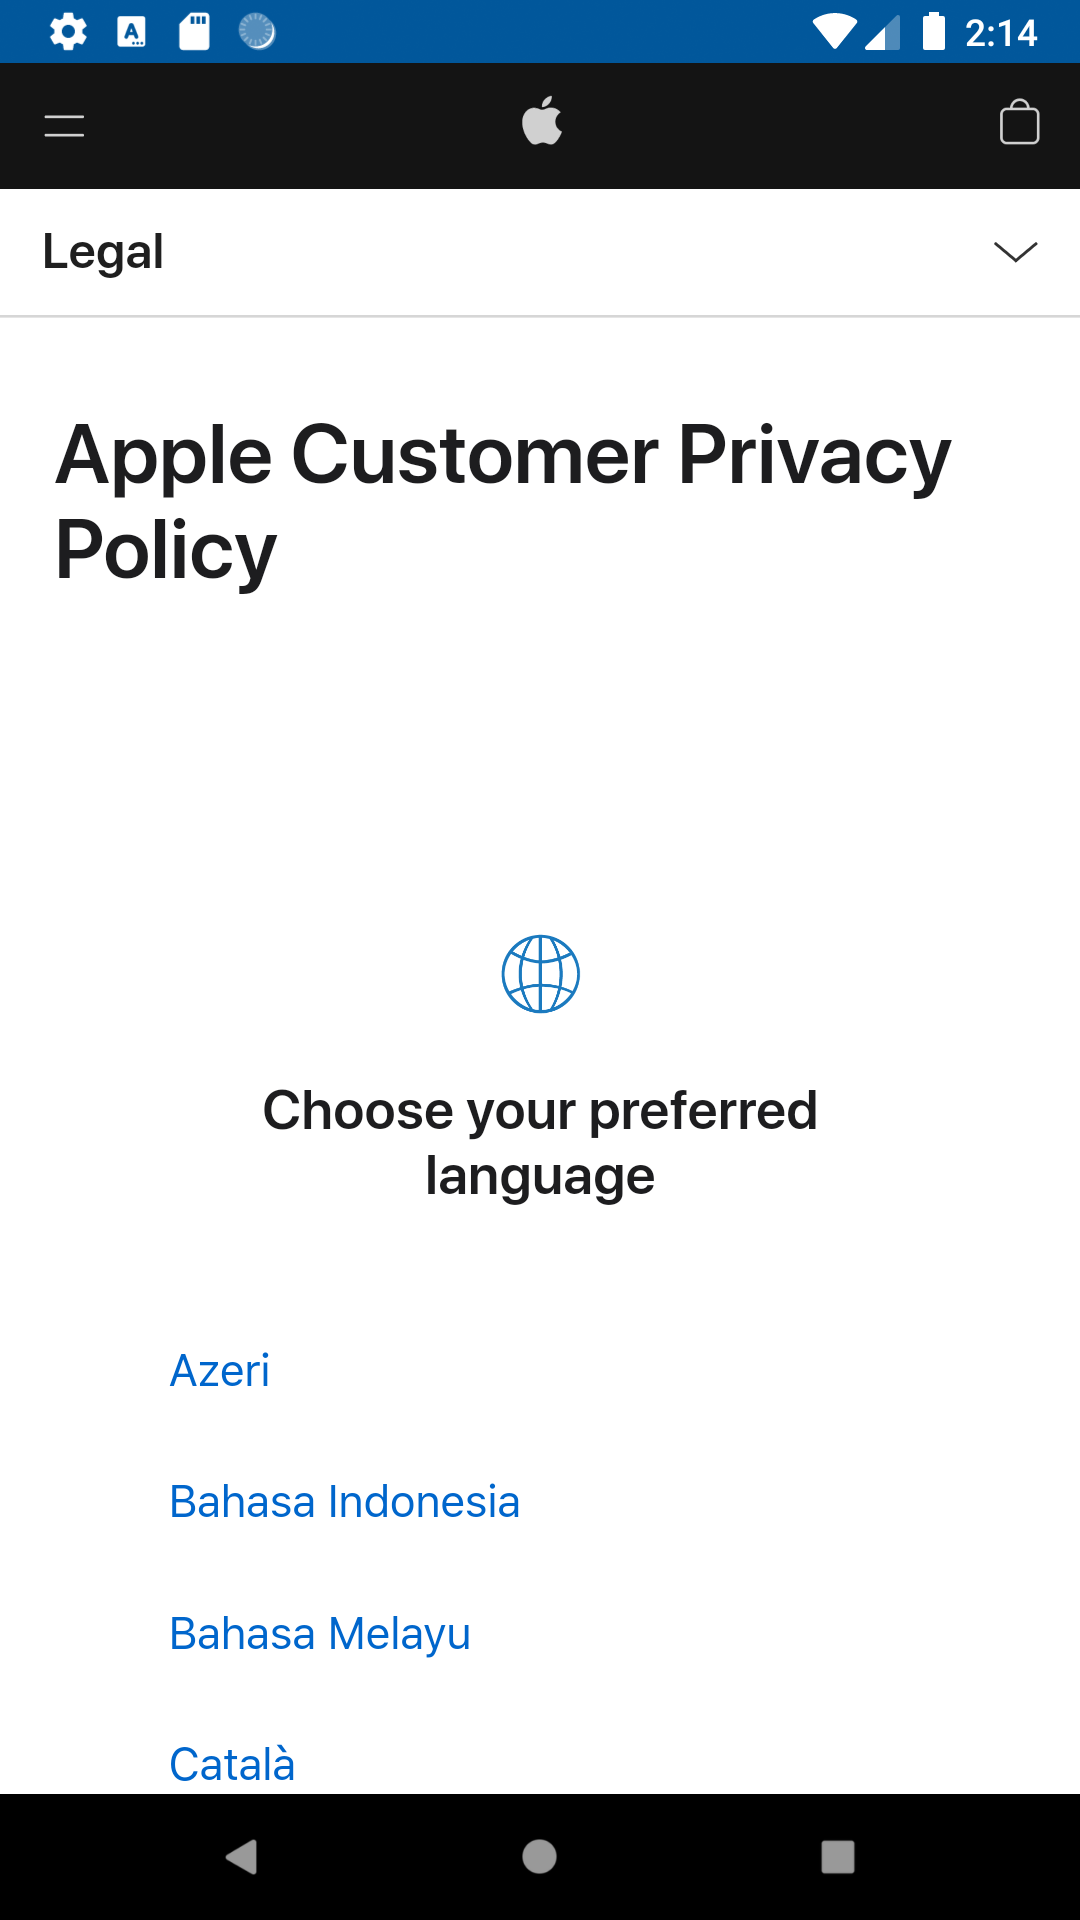 2:14
Legal
Apple Customer Privacy
Policy
Choose your preferred
language
Azeri
Bahasa Indonesia
Bahasa Melayu
Català